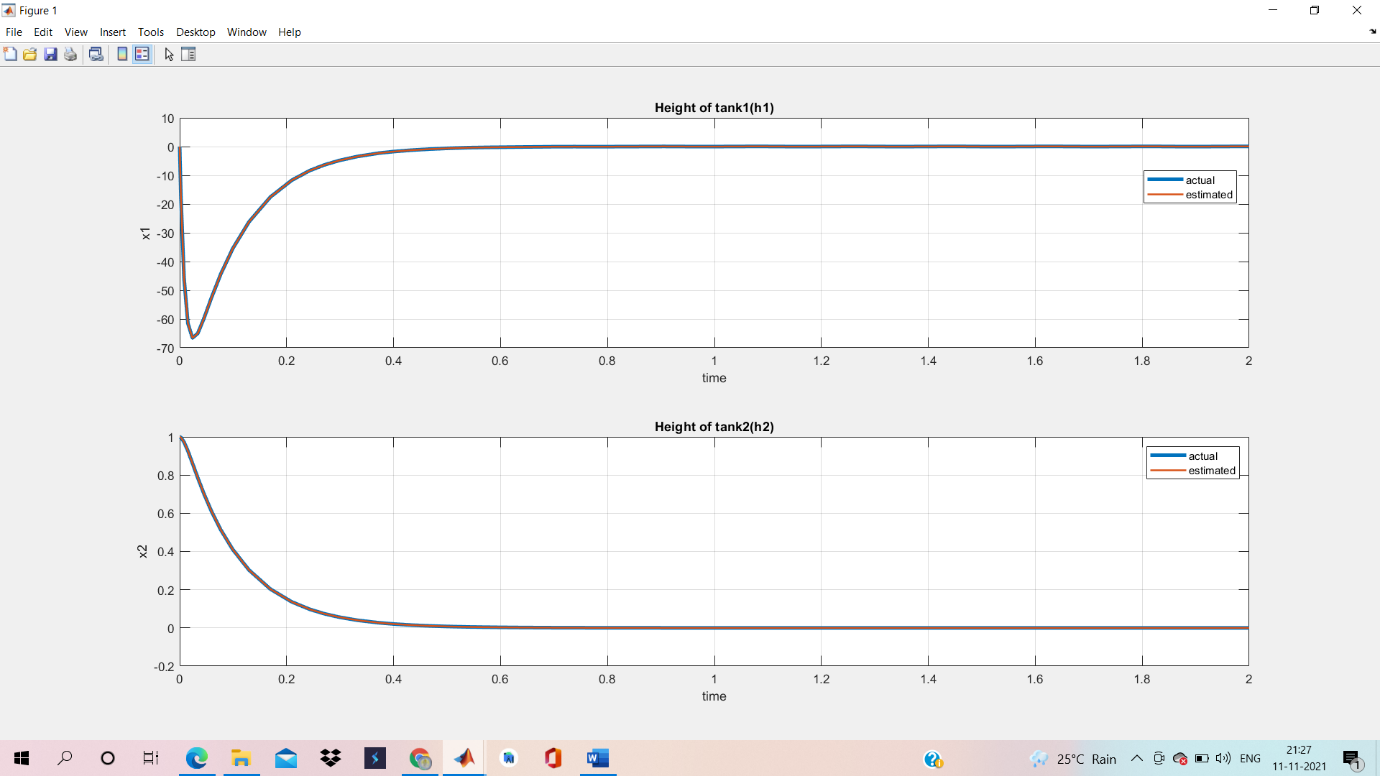 Figure 1
File Edit View Insert Tools Desktop Window Help
Height of tank1(h1)
10
0
-10
-20
-30
-40
-50
-60
-70
x1
actual
estimated
0 0.2 0.4 0.6 0.8 1 1.2 1.4 1.6 1.8 2
time
Height of tank2(h2)
1
0.8
0.6
0.4
0.2
0
-0.2
x2
actual
estimated
0 0.2 0.4 0.6 0.8 1 1.2 1.4 1.6 1.8 2
time
25°C Rain ENG 21:27
11-11-2021
1